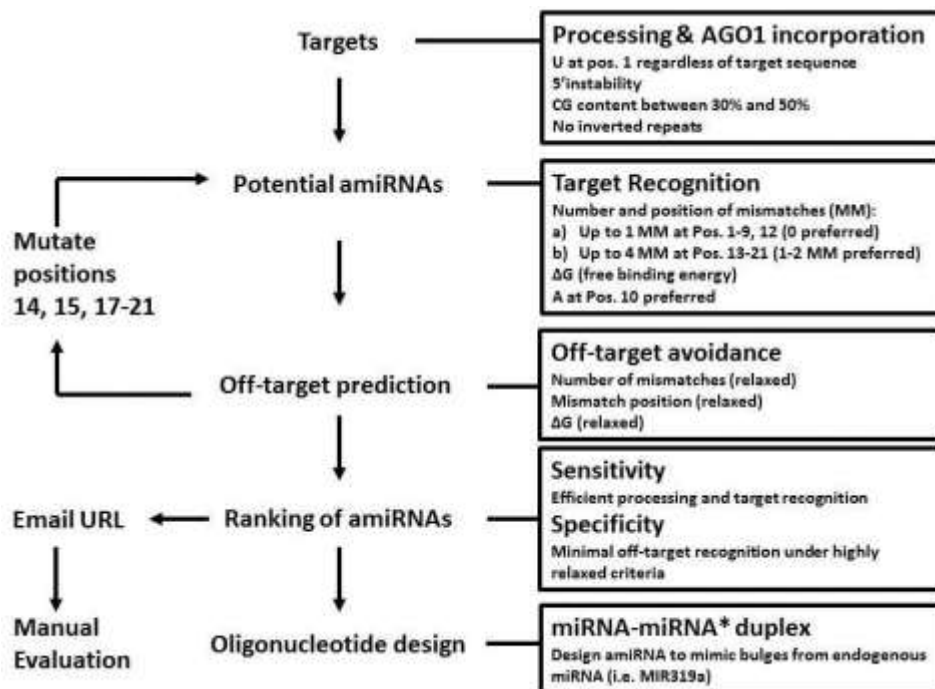 Targets
Processing & AGO1 incorporation
U at pos. 1 regardless of target sequence
5'instability
CG content between 30% and 50%
No inverted repeats
Potential amiRNAs
Target Recognition
Number and position of mismatches (MM):
a) Up to 1 MM at Pos. 1-9, 12 (0 preferred)
b) Up to 4 MM at Pos. 13-21 (1-2 MM preferred)
ΔG (free binding energy)
A at Pos. 10 preferred
Mutate
positions
14, 15, 17-21
Off-target prediction
Off-target avoidance
Number of mismatches (relaxed)
Mismatch position (relaxed)
ΔG (relaxed)
Email URL
Ranking of amiRNAs
Sensitivity
Efficient processing and target recognition
Specificity
Minimal off-target recognition under highly
relaxed criteria
Manual
Evaluation
Oligonucleotide design
miRNA-miRNA* duplex
Design amiRNA to mimic bulges from endogenous
miRNA (i.e. MIR319a)